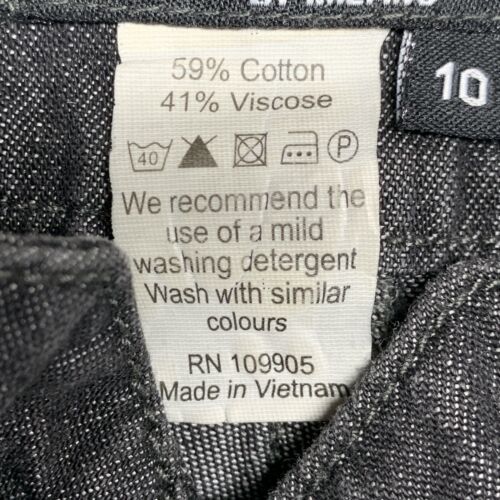 59% Cotton
41% Viscose
10
40
P
We recommend the
use of a mild
washing detergent
Wash with similar
colours
RN 109905
Made in Vietnam